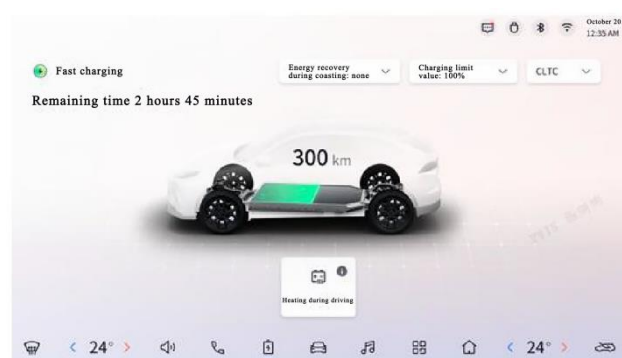 October 20
12:35 AM
Fast charging
Energy recovery
during coasting: none
Charging limit
value: 100%
CLTC
Remaining time 2 hours 45 minutes
300 km
Heating during driving
< 24° >
< 24° >